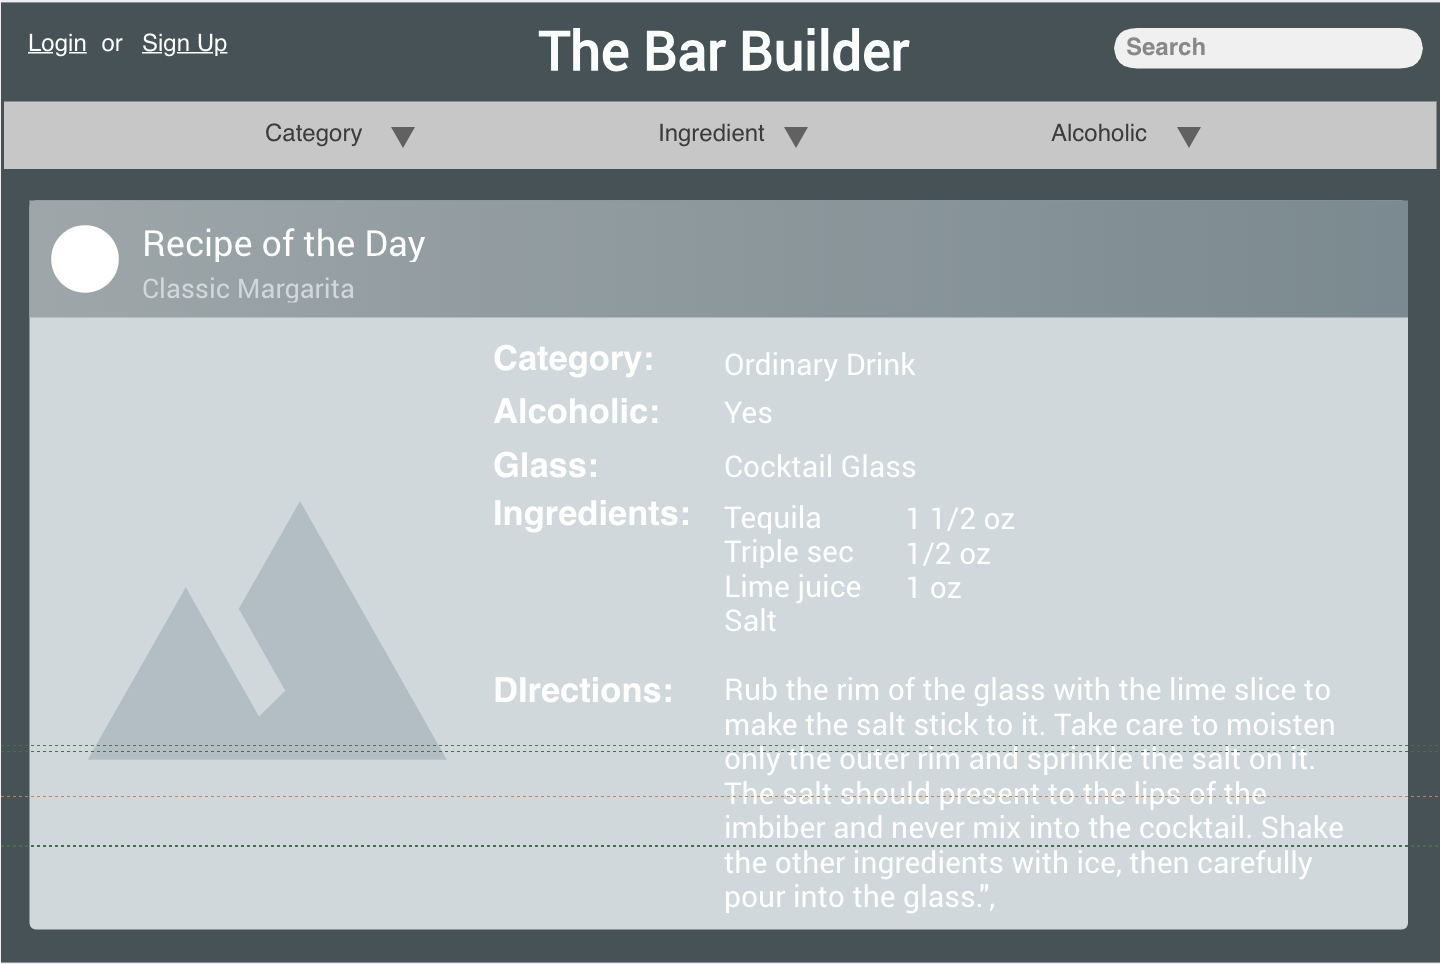 Login or Sign Up
The Bar Builder
Search
Category
Ingredient
Alcoholic
Recipe of the Day
Classic Margarita
Category: Ordinary Drink
Alcoholic: Yes
Glass: Cocktail Glass
Ingredients: Tequila 1 1/2 oz
Triple sec 1/2 oz
Lime juice 1 oz
Salt
DIrections: Rub the rim of the glass with the lime slice to
make the salt stick to it. Take care to moisten
only the outer rim and sprinkle the salt on it.
The salt should present to the lips of the
imbiber and never mix into the cocktail. Shake
the other ingredients with ice, then carefully
pour into the glass.",